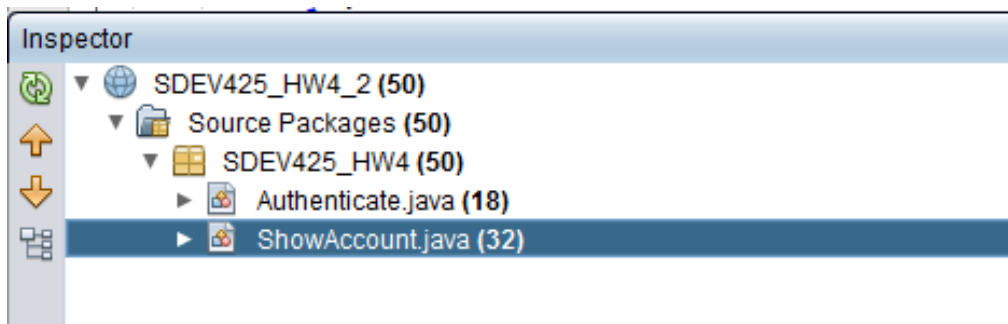 Inspector
SDEV425_HW4_2 (50)
Source Packages (50)
SDEV425_HW4 (50)
Authenticate.java (18)
ShowAccount.java (32)